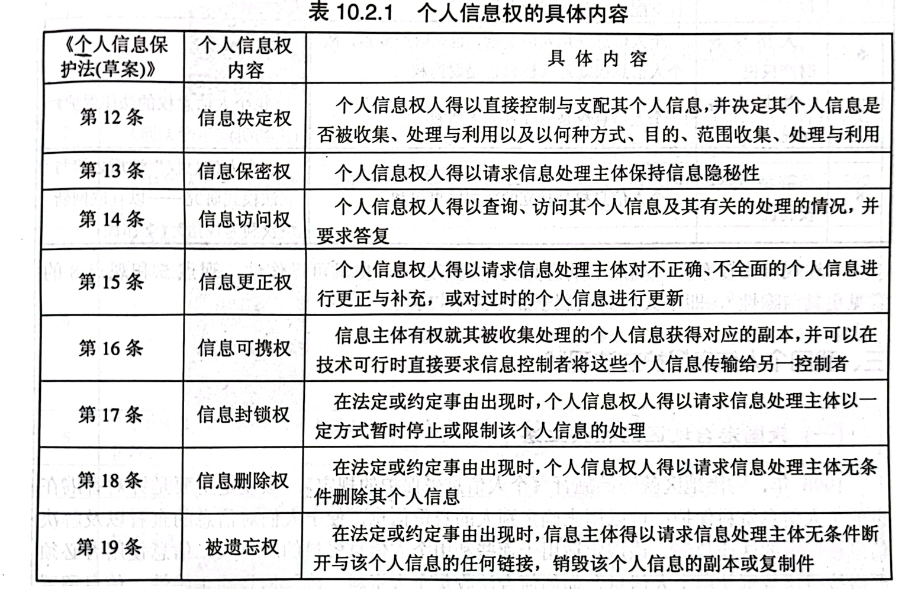 表 10.2.1 个人信息权的具体内容
《个人信息保
护法(草案)》
个人信息权
内容
具 体 内 容
第 12 条
信息决定权
个人信息权人得以直接控制与支配其个人信息,并决定其个人信息是
否被收集、处理与利用以及以何种方式、目的、范围收集、处理与利用
第 13 条
信息保密权
个人信息权人得以请求信息处理主体保持信息隐秘性
第 14 条
信息访问权
个人信息权人得以查询、访问其个人信息及其有关的处理的情况,并
要求答复
第 15 条
信息更正权
个人信息权人得以请求信息处理主体对不正确、不全面的个人信息进
行更正与补充，或对过时的个人信息进行更新
第 16 条
信息可携权
信息主体有权就其被收集处理的个人信息获得对应的副本,并可以在
技术可行时直接要求信息控制者将这些个人信息传输给另一控制者
第 17 条
信息封锁权
在法定或约定事由出现时,个人信息权人得以请求信息处理主体以一
定方式暂时停止或限制该个人信息的处理
第 18 条
信息删除权
在法定或约定事由出现时,个人信息权人得以请求信息处理主体无条
件删除其个人信息
第 19 条
被遗忘权
在法定或约定事由出现时,信息主体得以请求信息处理主体无条件断
开与该个人信息的任何链接，销毁该个人信息的副本或复制件